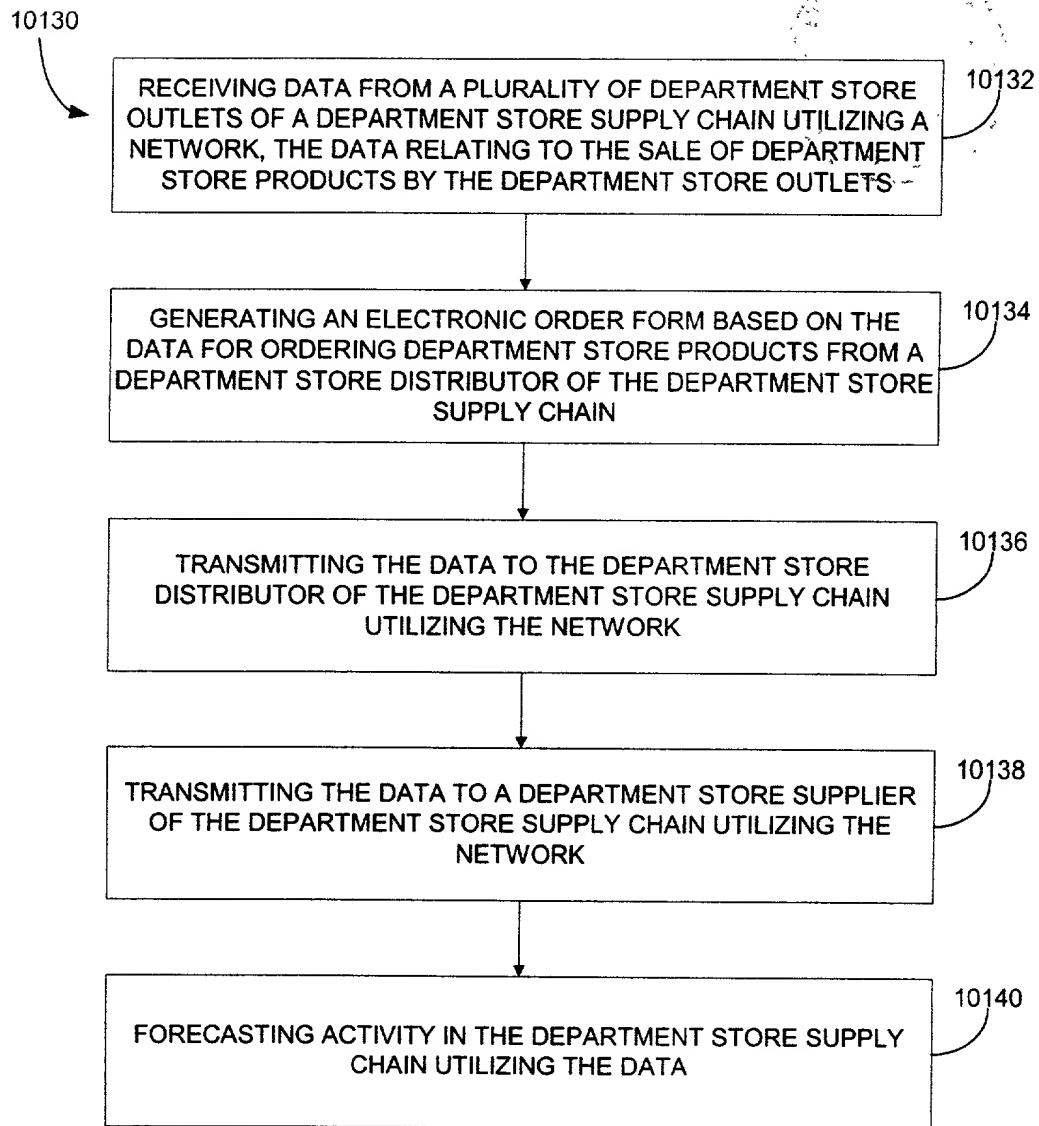 10130
10132
RECEIVING DATA FROM A PLURALITY OF DEPARTMENT STORE
OUTLETS OF A DEPARTMENT STORE SUPPLY CHAIN UTILIZING A
NETWORK, THE DATA RELATING TO THE SALE OF DEPARTMENT
STORE PRODUCTS BY THE DEPARTMENT STORE OUTLETS
10134
GENERATING AN ELECTRONIC ORDER FORM BASED ON THE
DATA FOR ORDERING DEPARTMENT STORE PRODUCTS FROM A
DEPARTMENT STORE DISTRIBUTOR OF THE DEPARTMENT STORE
SUPPLY CHAIN
10136
TRANSMITTING THE DATA TO THE DEPARTMENT STORE
DISTRIBUTOR OF THE DEPARTMENT STORE SUPPLY CHAIN
UTILIZING THE NETWORK
10138
TRANSMITTING THE DATA TO A DEPARTMENT STORE SUPPLIER
OF THE DEPARTMENT STORE SUPPLY CHAIN UTILIZING THE
NETWORK
10140
FORECASTING ACTIVITY IN THE DEPARTMENT STORE SUPPLY
CHAIN UTILIZING THE DATA